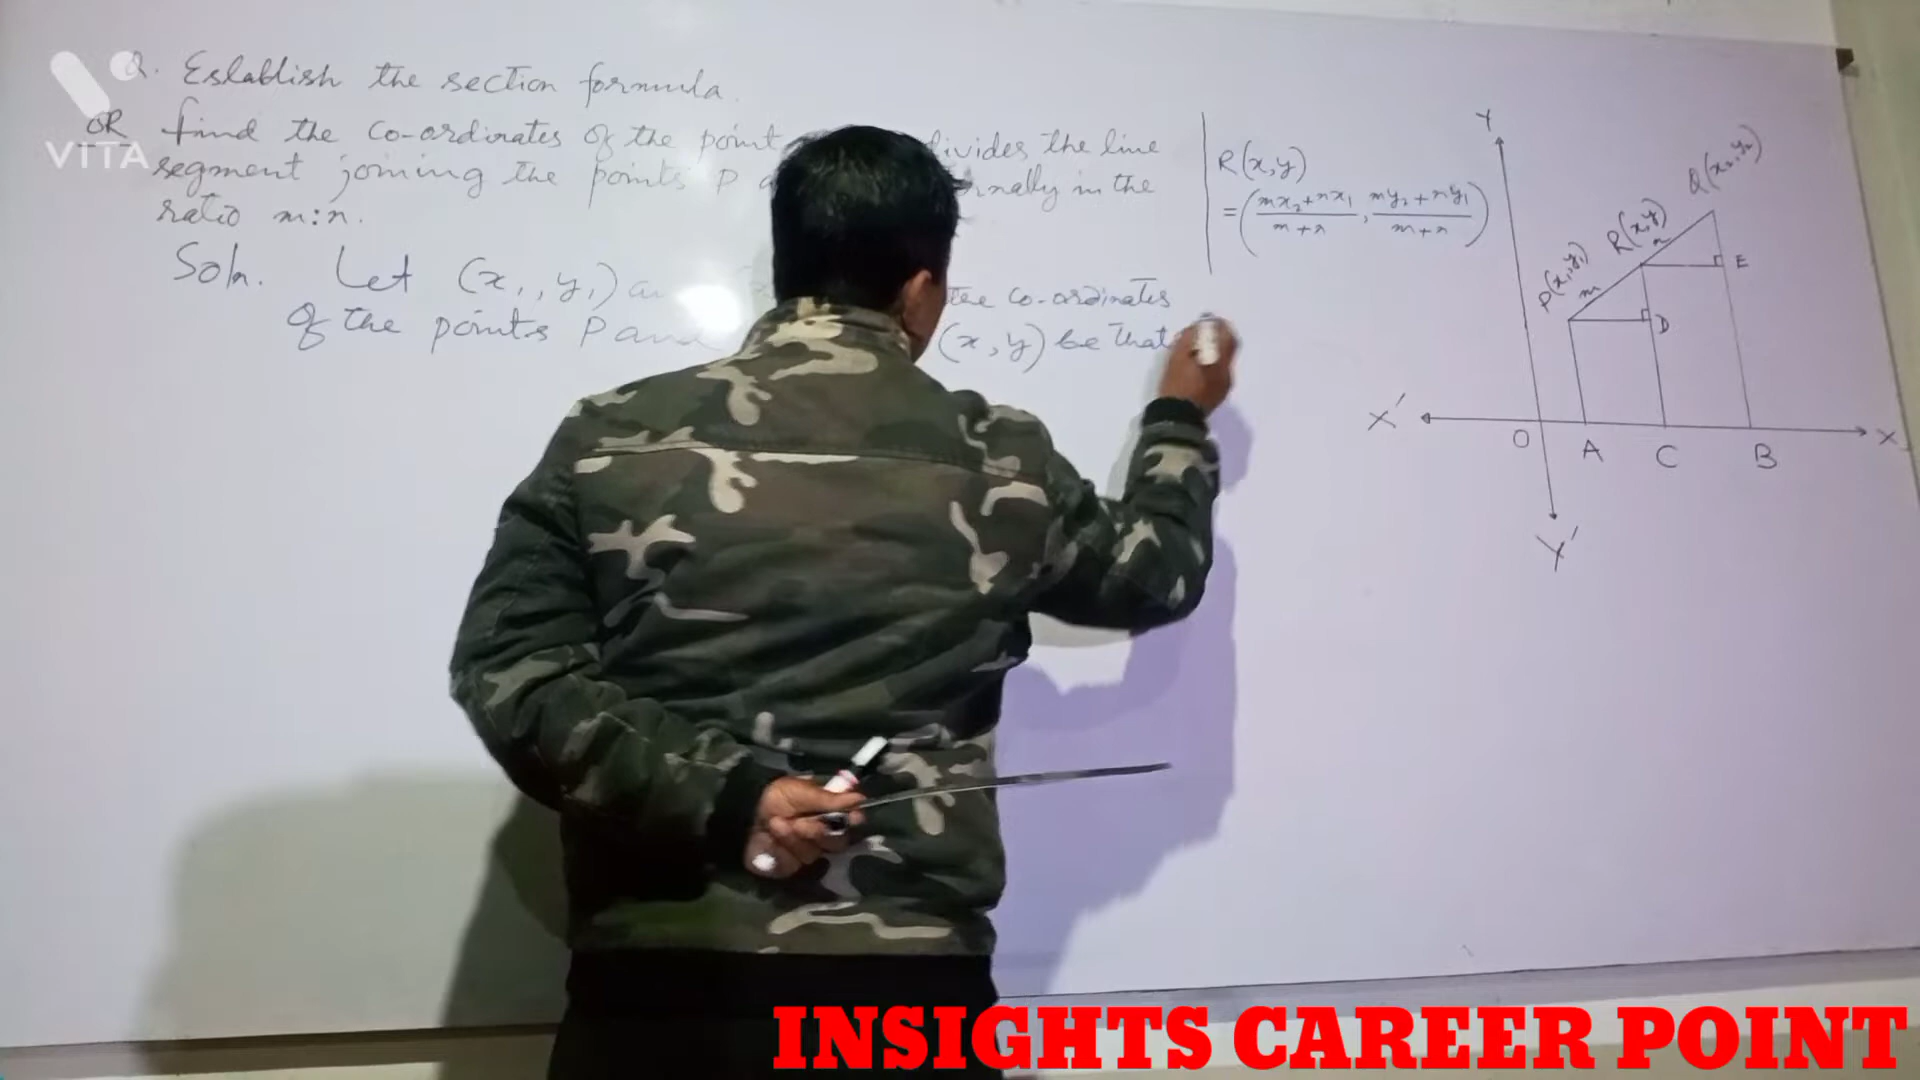 Q. Establish the section formula.
OR find the co-ordinates of the point divides the line
segment joining the points P nally in the
ratio m:n.
Soln. Let (x₁, y₁) the co-ordinates
of the points P and (x, y) be that
R(x,y)
=(mx₂+nx₁/m+n, my₂+ny₁/m+n)
Y
Q(x₂,y₂)
R(x,y)
n
P(x₁,y₁)
m
E
D
X'
O A C B X
Y'
VITA
INSIGHTS CAREER POINT